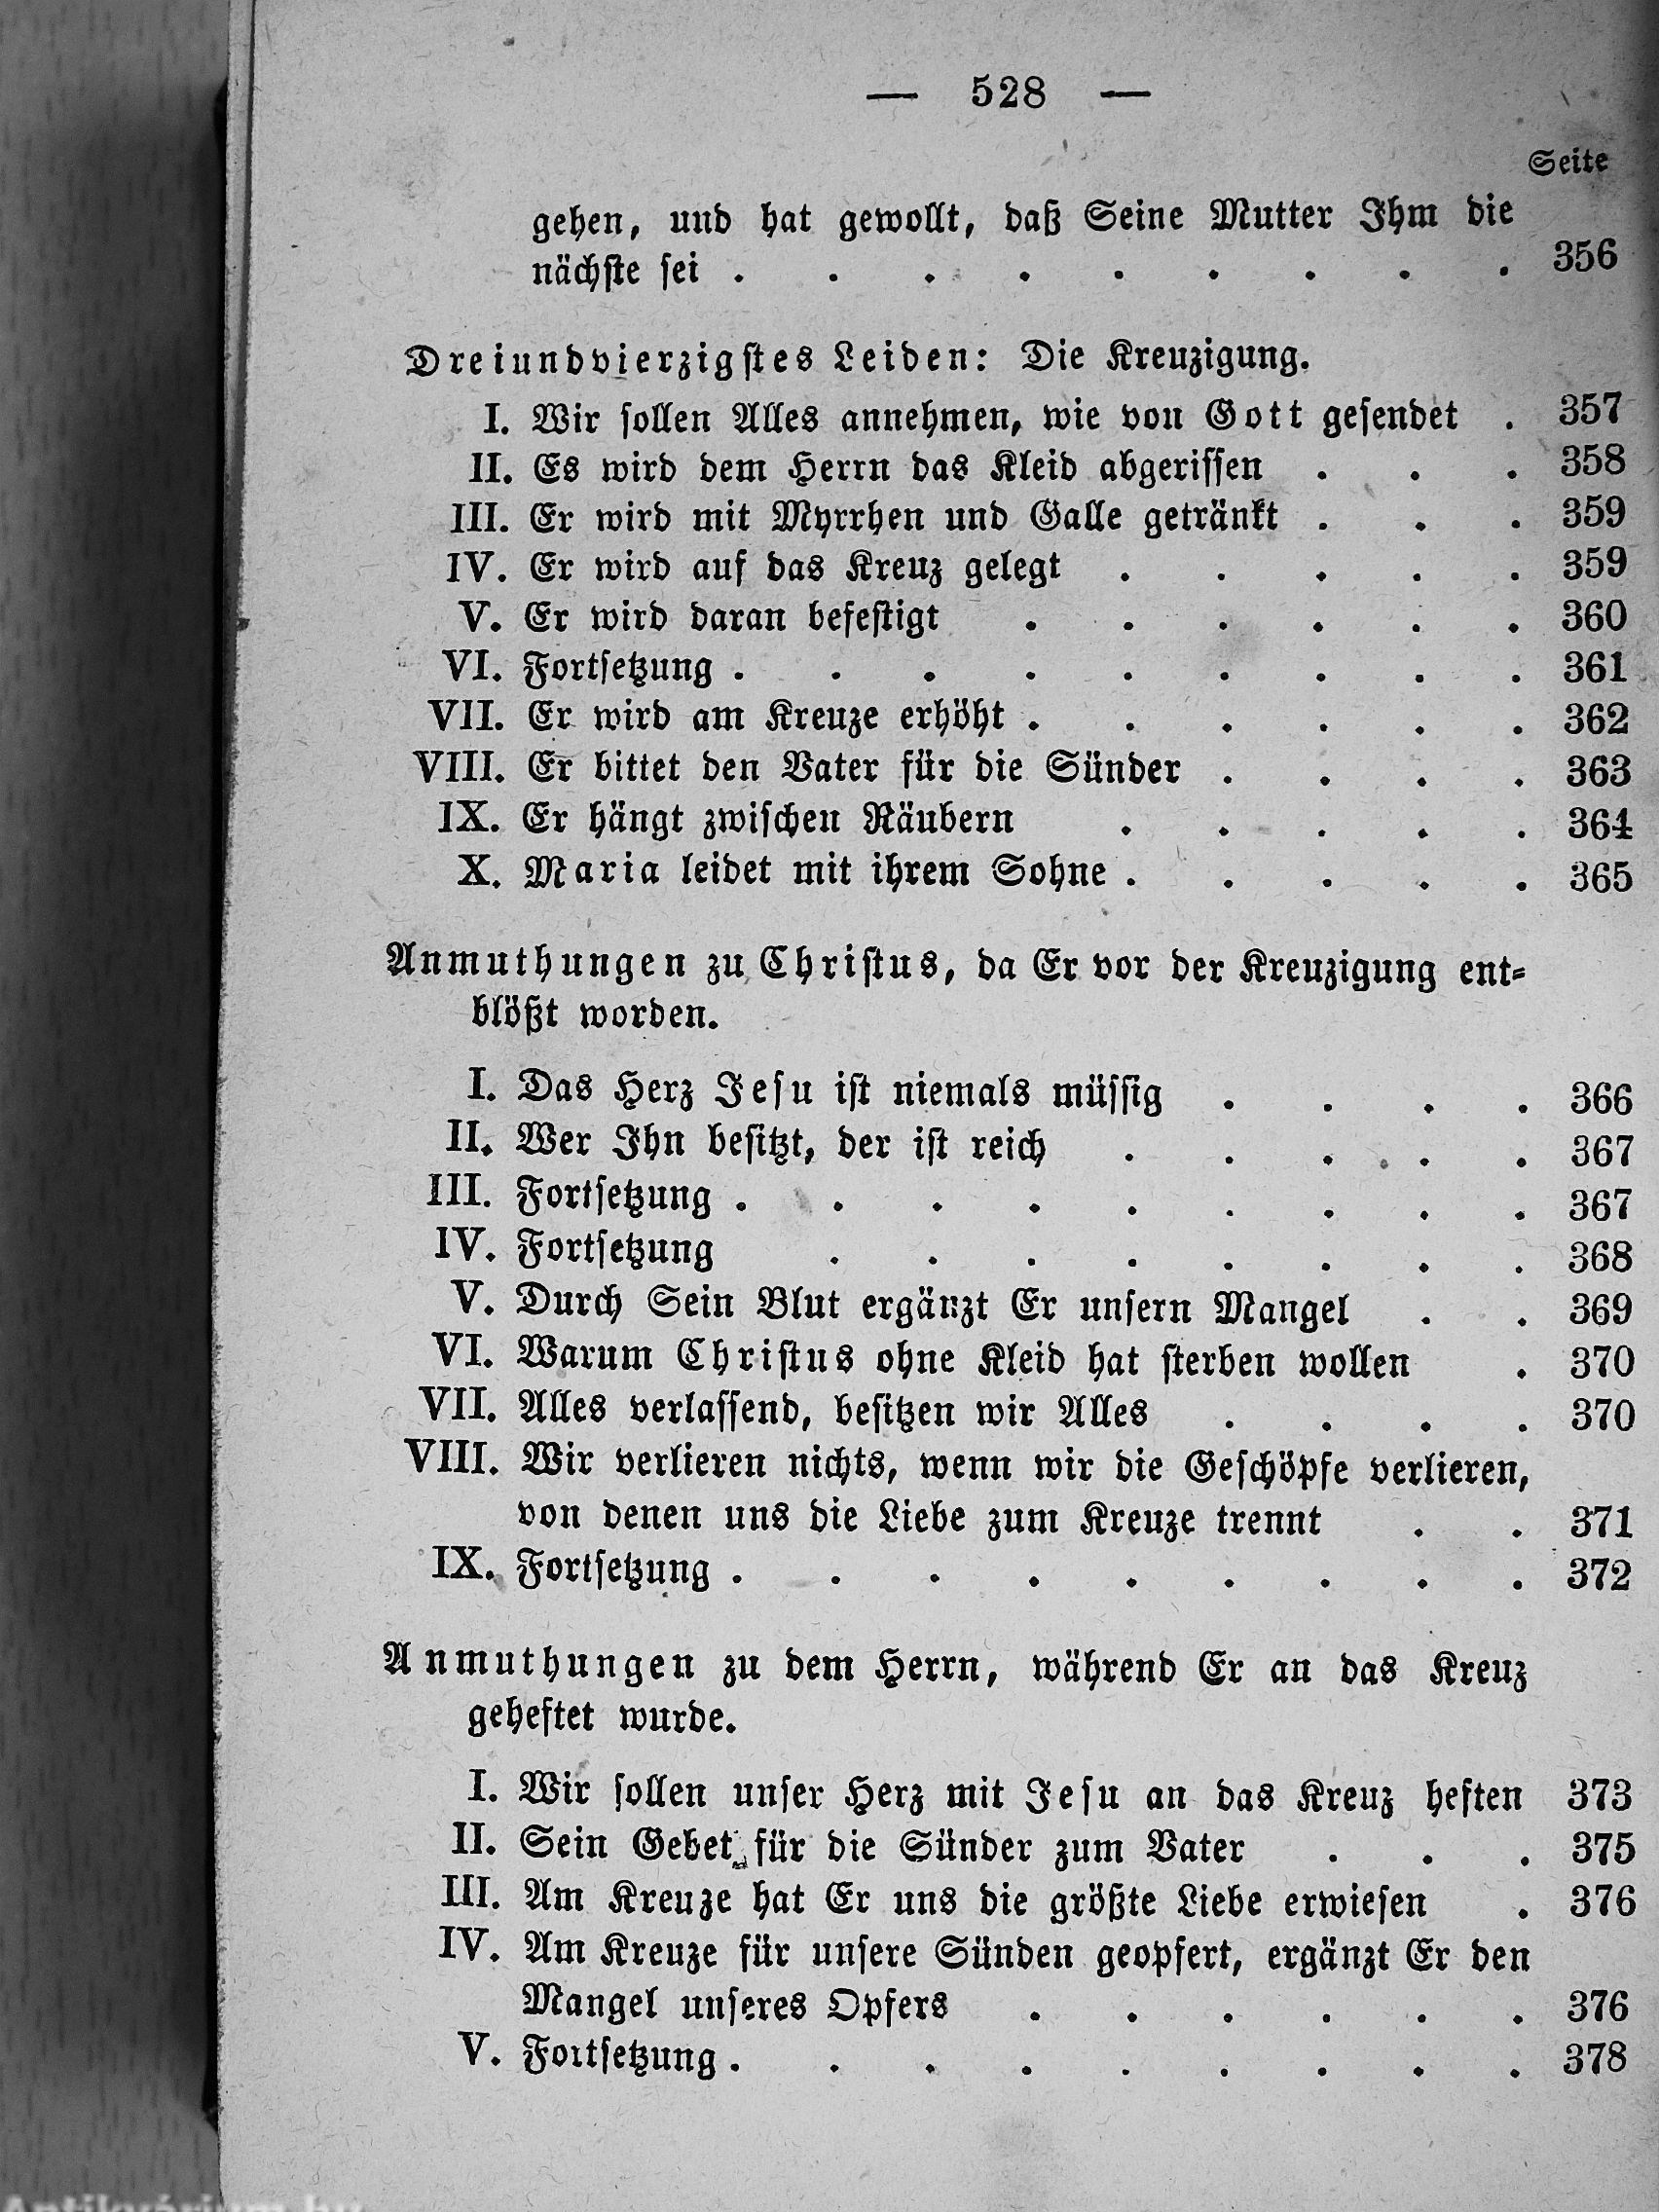 — 528 —
Seite
gehen, und hat gewollt, daß Seine Mutter Ihm die
nächste sei . . . . . . . . . 356
Dreiundvierzigstes Leiden: Die Kreuzigung.
I. Wir sollen Alles annehmen, wie von Gott gesendet . 357
II. Es wird dem Herrn das Kleid abgerissen . . . 358
III. Er wird mit Myrrhen und Galle getränkt . . . 359
IV. Er wird auf das Kreuz gelegt . . . . . 359
V. Er wird daran befestigt . . . . . . 360
VI. Fortsetzung . . . . . . . . . 361
VII. Er wird am Kreuze erhöht . . . . . . 362
VIII. Er bittet den Vater für die Sünder . . . . 363
IX. Er hängt zwischen Räubern . . . . . 364
X. Maria leidet mit ihrem Sohne . . . . . 365
Anmuthungen zu Christus, da Er vor der Kreuzigung ent-
blößt worden.
I. Das Herz Jesu ist niemals müssig . . . . 366
II. Wer Ihn besitzt, der ist reich . . . . . 367
III. Fortsetzung . . . . . . . . . 367
IV. Fortsetzung . . . . . . . . 368
V. Durch Sein Blut ergänzt Er unsern Mangel . . 369
VI. Warum Christus ohne Kleid hat sterben wollen . 370
VII. Alles verlassend, besitzen wir Alles . . . . 370
VIII. Wir verlieren nichts, wenn wir die Geschöpfe verlieren,
von denen uns die Liebe zum Kreuze trennt . . 371
IX. Fortsetzung . . . . . . . . . 372
Anmuthungen zu dem Herrn, während Er an das Kreuz
geheftet wurde.
I. Wir sollen unser Herz mit Jesu an das Kreuz heften 373
II. Sein Gebet für die Sünder zum Vater . . . 375
III. Am Kreuze hat Er uns die größte Liebe erwiesen . 376
IV. Am Kreuze für unsere Sünden geopfert, ergänzt Er den
Mangel unseres Opfers . . . . . . 376
V. Fortsetzung . . . . . . . . . 378